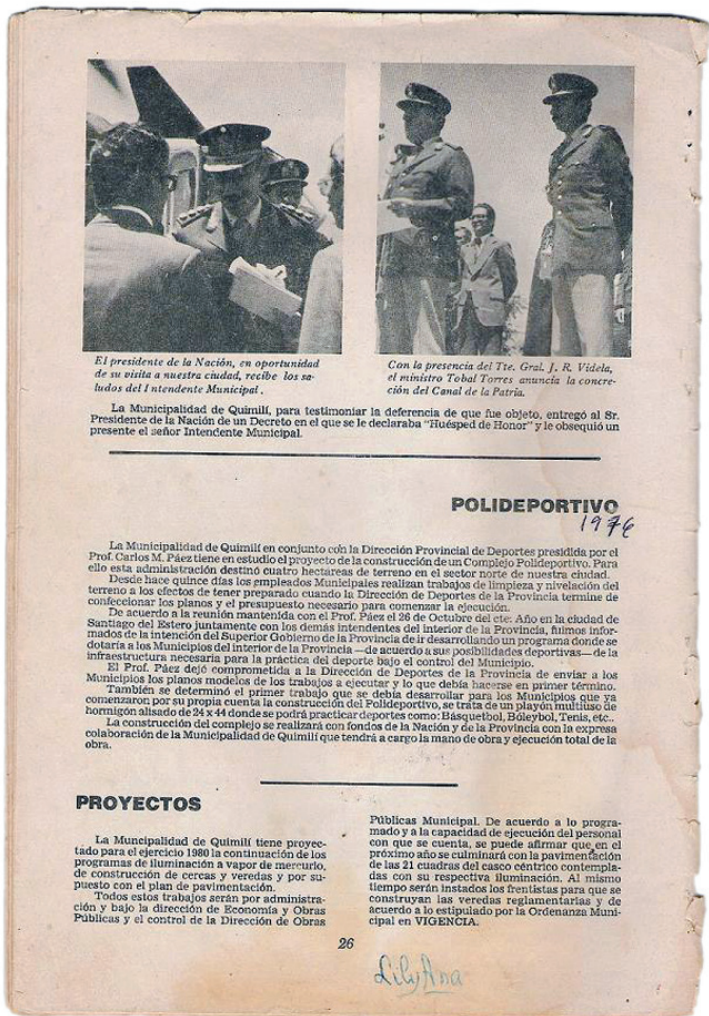 El presidente de la Nación, en oportunidad
de su visita a nuestra ciudad, recibe los sa-
ludos del Intendente Municipal .
Con la presencia del Tte. Gral. J. R. Videla,
el ministro Tobal Torres anuncia la concre-
ción del Canal de la Patria.
La Municipalidad de Quimilí, para testimoniar la deferencia de que fue objeto, entregó al Sr.
Presidente de la Nación de un Decreto en el que se le declaraba "Huésped de Honor" y le obsequió un
presente el señor Intendente Municipal.
POLIDEPORTIVO
1976
La Municipalidad de Quimilí en conjunto con la Dirección Provincial de Deportes presidida por el
Prof. Carlos M. Páez tiene en estudio el proyecto de la construcción de un Complejo Polideportivo. Para
ello esta administración destinó cuatro hectáreas de terreno en el sector norte de nuestra ciudad.
Desde hace quince días los empleados Municipales realizan trabajos de limpieza y nivelación del
terreno a los efectos de tener preparado cuando la Dirección de Deportes de la Provincia termine de
confeccionar los planos y el presupuesto necesario para comenzar la ejecución.
De acuerdo a la reunión mantenida con el Prof. Páez el 26 de Octubre del cte. Año en la ciudad de
Santiago del Estero juntamente con los demás intendentes del interior de la Provincia, fuimos infor-
mados de la intención del Superior Gobierno de la Provincia de ir desarrollando un programa donde se
dotaría a los Municipios del interior de la Provincia —de acuerdo a sus posibilidades deportivas— de la
infraestructura necesaria para la práctica del deporte bajo el control del Municipio.
El Prof. Páez dejó comprometida a la Dirección de Deportes de la Provincia de enviar a los
Municipios los planos modelos de los trabajos a ejecutar y lo que debía hacerse en primer término.
También se determinó el primer trabajo que se debía desarrollar para los Municipios que ya
comenzaron por su propia cuenta la construcción del Polideportivo, se trata de un playón multiuso de
hormigón alisado de 24 x 44 donde se podrá practicar deportes como: Básquetbol, Bóleybol, Tenis, etc..
La construcción del complejo se realizará con fondos de la Nación y de la Provincia con la expresa
colaboración de la Municipalidad de Quimilí que tendrá a cargo la mano de obra y ejecución total de la
obra.
PROYECTOS
La Muncipalidad de Quimilí tiene proyec-
tado para el ejercicio 1980 la continuación de los
programas de iluminación a vapor de mercurio,
de construcción de cercas y veredas y por su-
puesto con el plan de pavimentación.
Todos estos trabajos serán por administra-
ción y bajo la dirección de Economía y Obras
Públicas y el control de la Dirección de Obras
Públicas Municipal. De acuerdo a lo progra-
mado y a la capacidad de ejecución del personal
con que se cuenta, se puede afirmar que en el
próximo año se culminará con la pavimentación
de las 21 cuadras del casco céntrico contempla-
das con su respectiva iluminación. Al mismo
tiempo serán instados los frentistas para que se
construyan las veredas reglamentarias y de
acuerdo a lo estipulado por la Ordenanza Muni-
cipal en VIGENCIA.
26
LilyAna